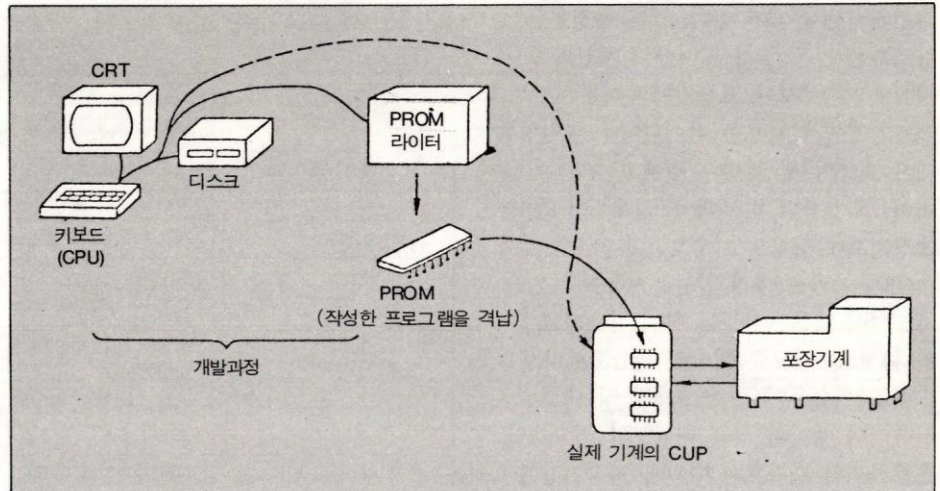 CRT
디스크
키보드
(CPU)
PROM
라이터
PROM
(작성한 프로그램을 격납)
개발과정
포장기계
실제 기계의 CUP